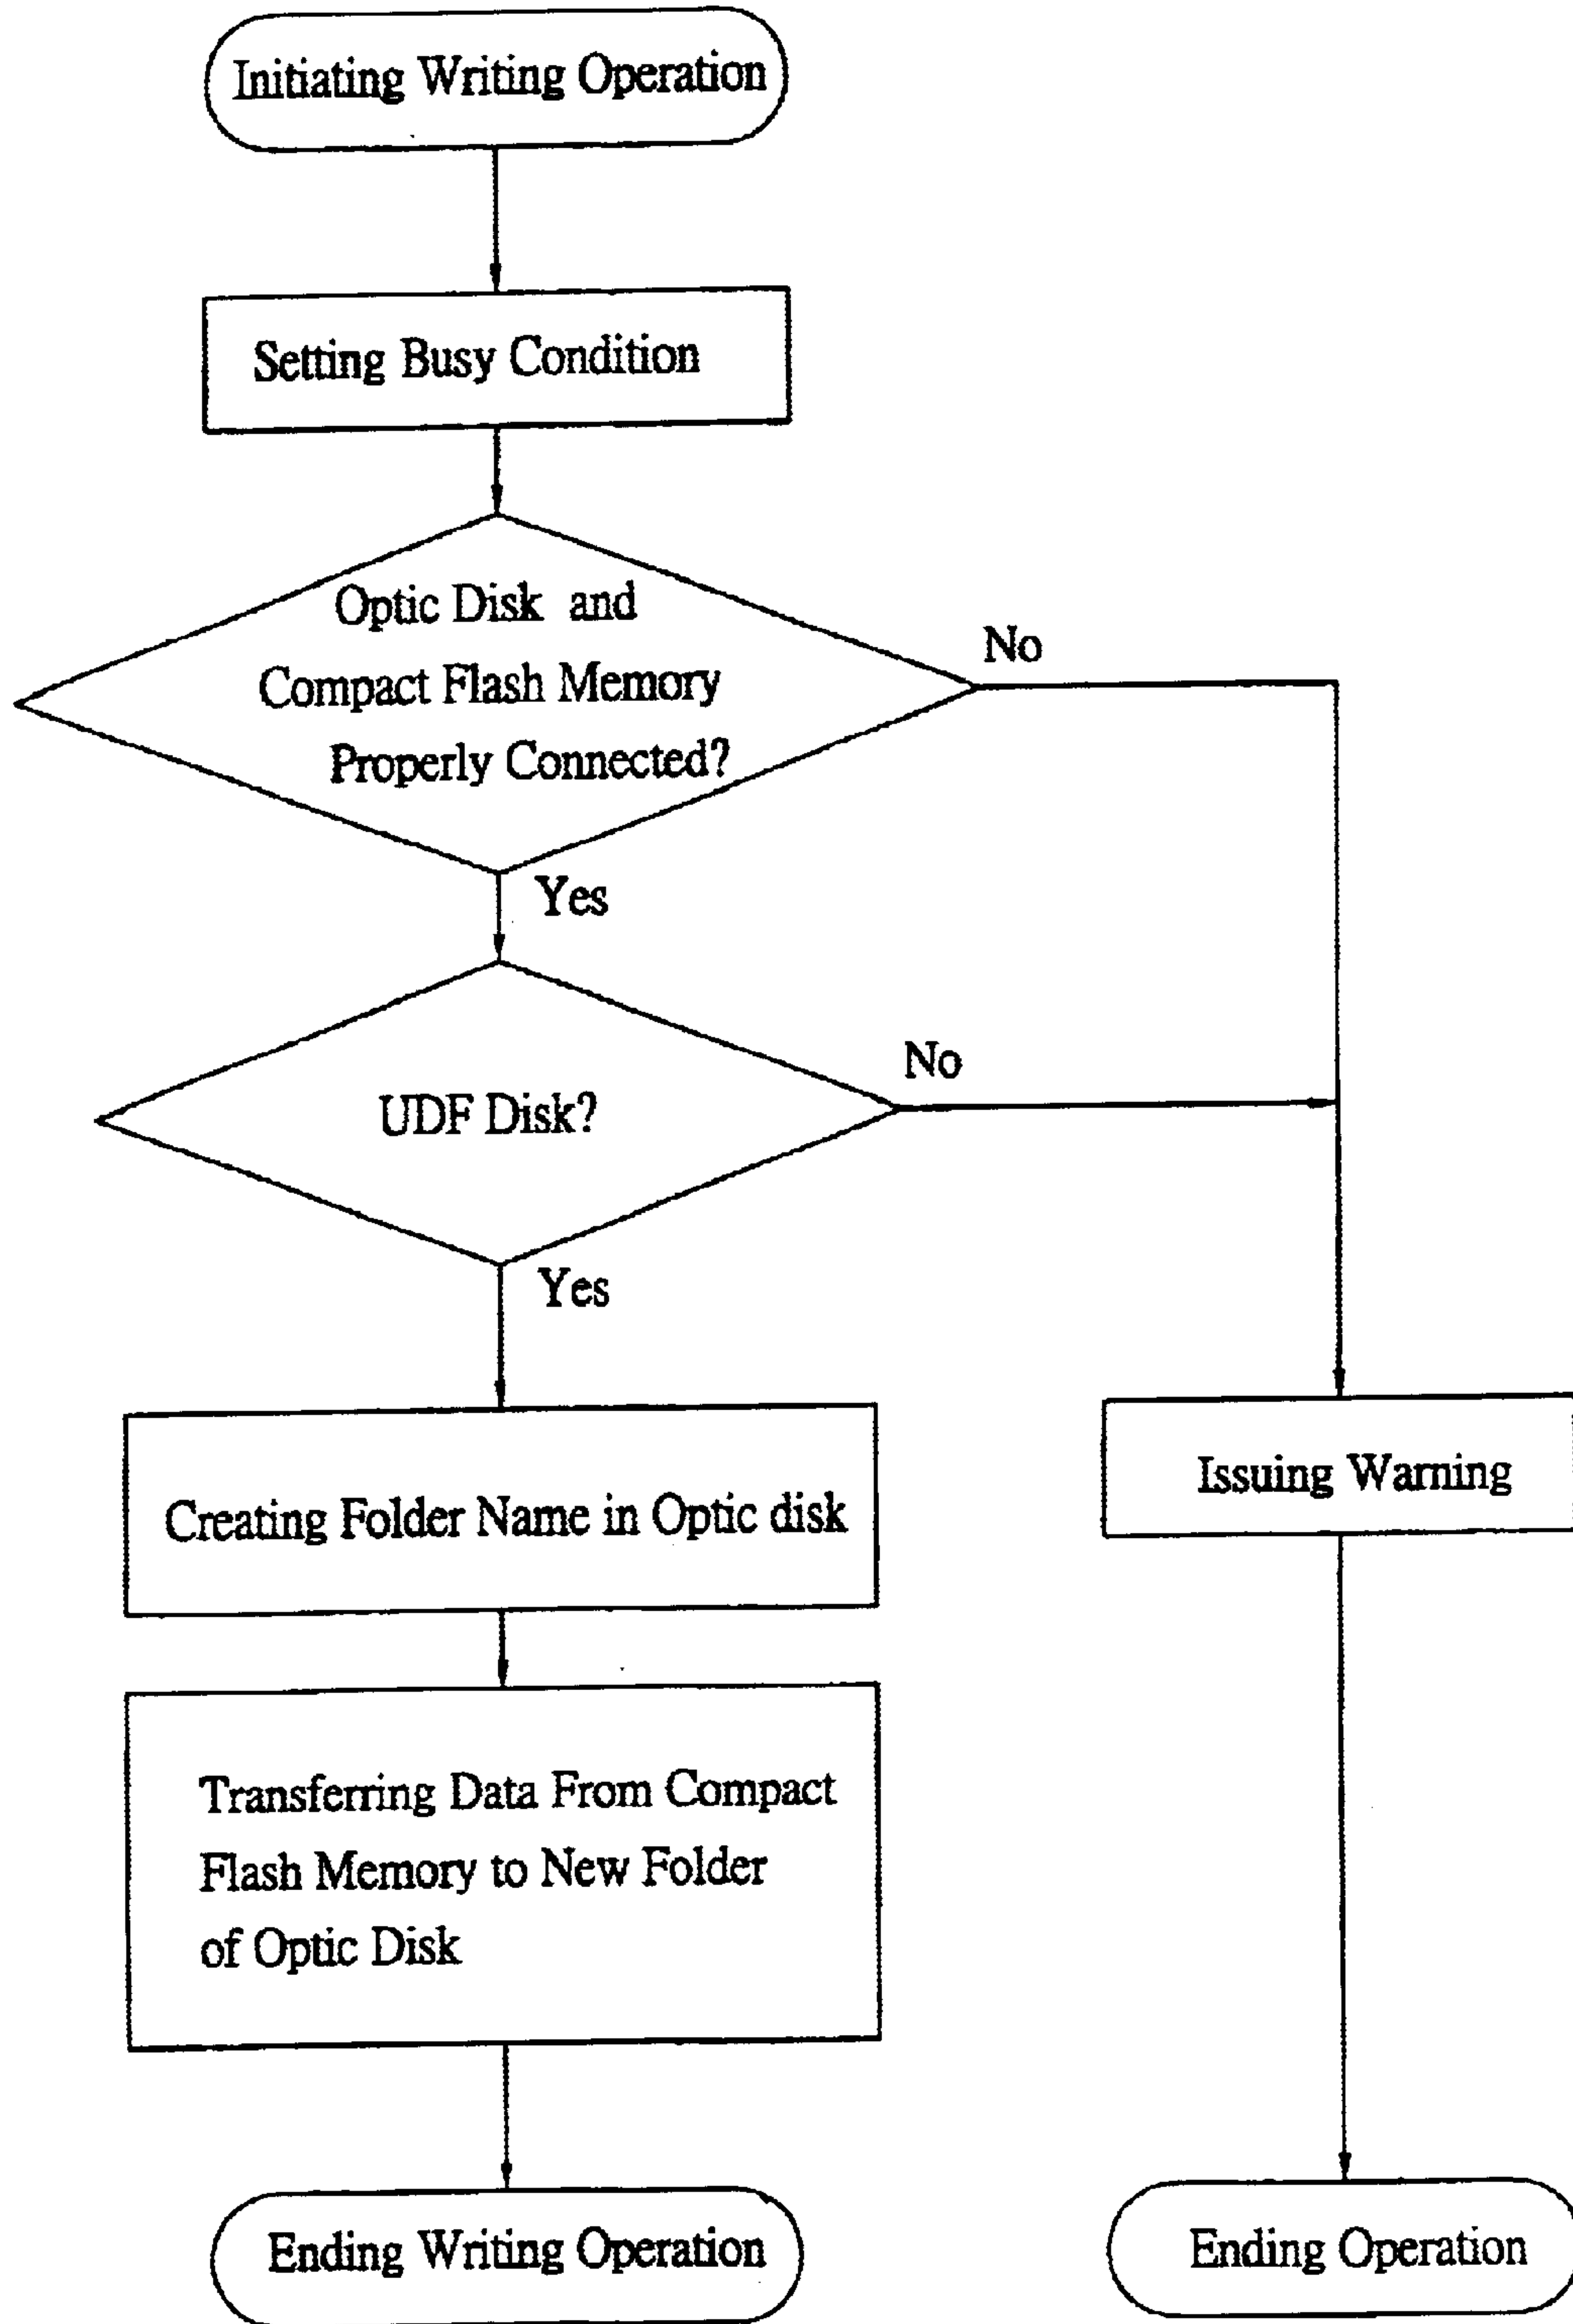 Initiating Writing Operation
Setting Busy Condition
Optic Disk and
Compact Flash Memory
Properly Connected?
No
Yes
UDF Disk?
No
Yes
Creating Folder Name in Optic disk
Issuing Warning
Transferring Data From Compact
Flash Memory to New Folder
of Optic Disk
Ending Writing Operation
Ending Operation